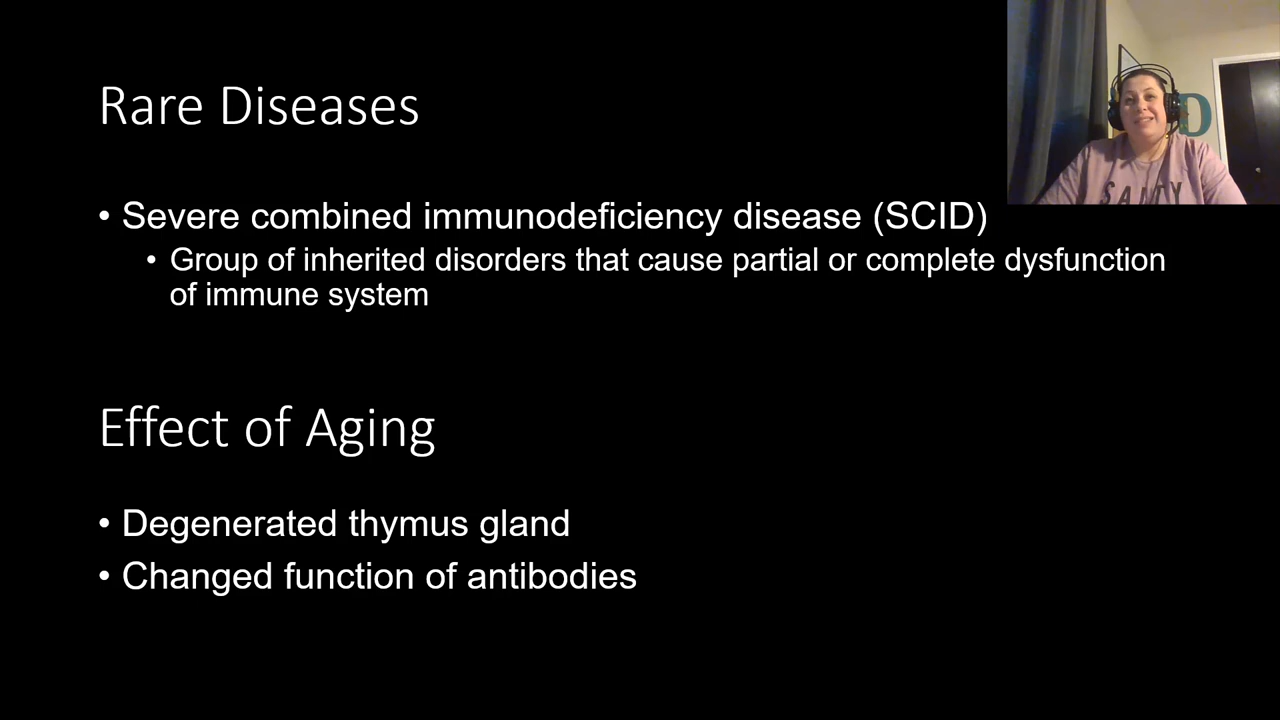 Rare Diseases
• Severe combined immunodeficiency disease (SCID)
• Group of inherited disorders that cause partial or complete dysfunction
of immune system
Effect of Aging
• Degenerated thymus gland
• Changed function of antibodies
D